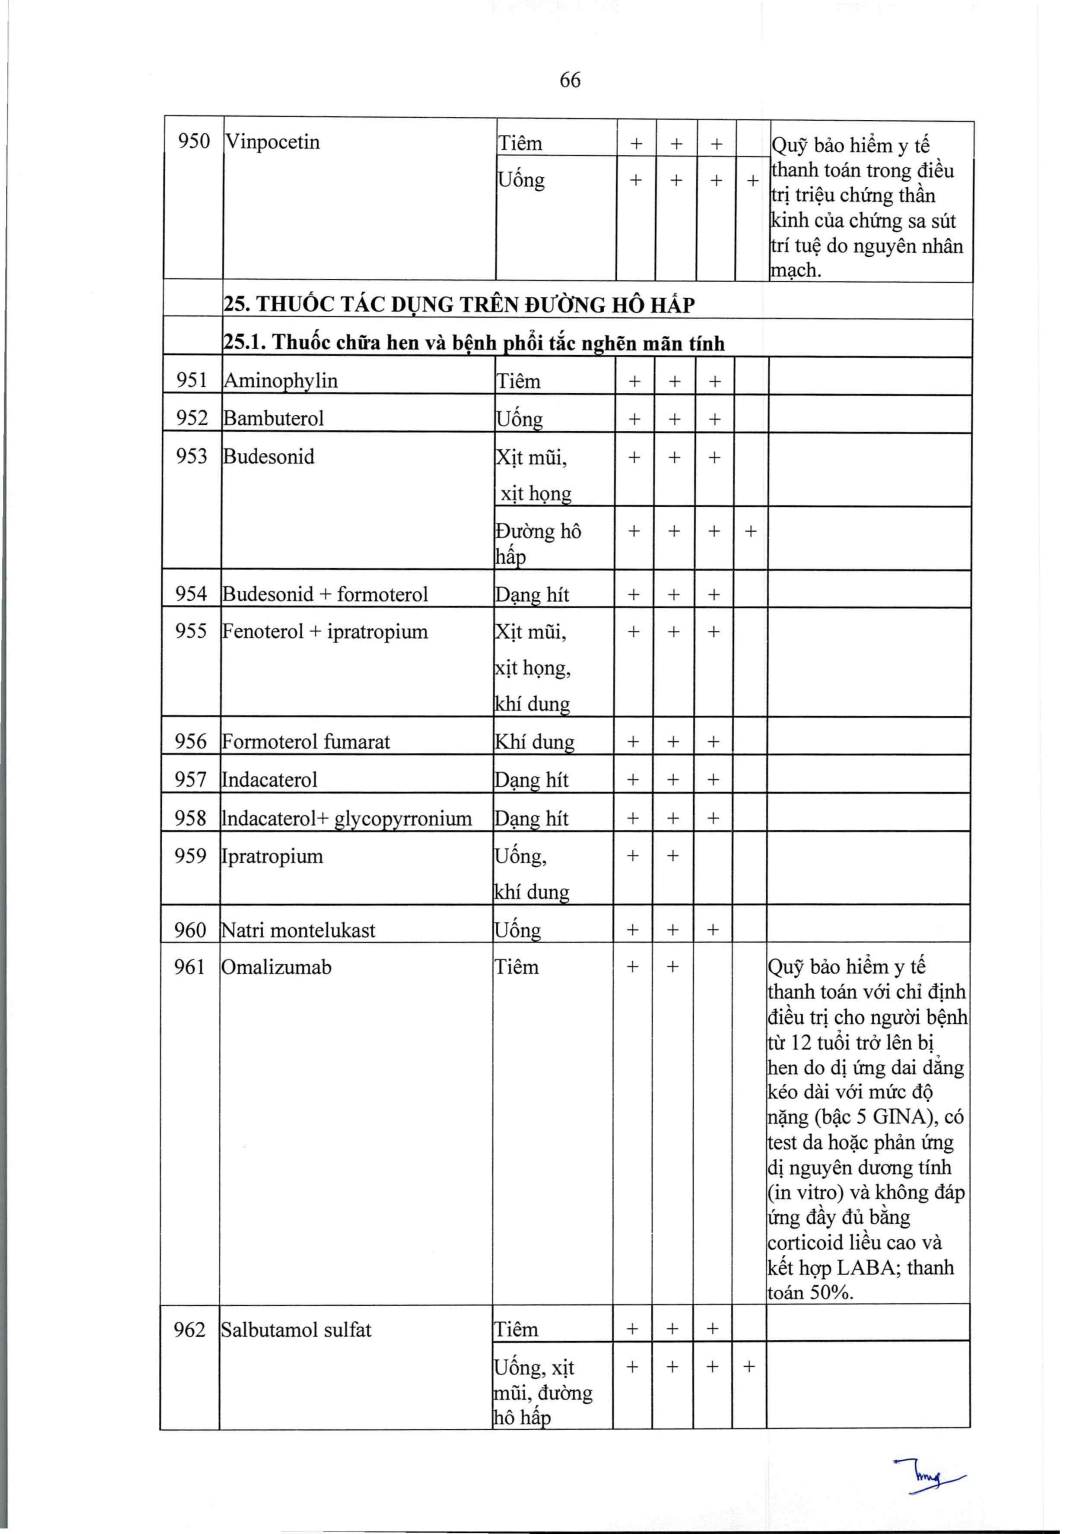 66
950 Vinpocetin Tiêm + + + Quỹ bảo hiểm y tế
Uống + + + + thanh toán trong điều
trị triệu chứng thần
kinh của chứng sa sút
trí tuệ do nguyên nhân
mạch.
25. THUỐC TÁC DỤNG TRÊN ĐƯỜNG HÔ HẤP
25.1. Thuốc chữa hen và bệnh phổi tắc nghẽn mãn tính
951 Aminophylin Tiêm + + +
952 Bambuterol Uống + + +
953 Budesonid Xịt mũi, + + +
xịt họng
Đường hô + + + +
hấp
954 Budesonid + formoterol Dạng hít + + +
955 Fenoterol + ipratropium Xịt mũi, + + +
xịt họng,
khí dung
956 Formoterol fumarat Khí dung + + +
957 Indacaterol Dạng hít + + +
958 Indacaterol+ glycopyrronium Dạng hít + + +
959 Ipratropium Uống, + +
khí dung
960 Natri montelukast Uống + + +
961 Omalizumab Tiêm + + Quỹ bảo hiểm y tế
thanh toán với chỉ định
điều trị cho người bệnh
từ 12 tuổi trở lên bị
hen do dị ứng dai dẳng
kéo dài với mức độ
nặng (bậc 5 GINA), có
test da hoặc phản ứng
dị nguyên dương tính
(in vitro) và không đáp
ứng đầy đủ bằng
corticoid liều cao và
kết hợp LABA; thanh
toán 50%.
962 Salbutamol sulfat Tiêm + + +
Uống, xịt + + + +
mũi, đường
hô hấp